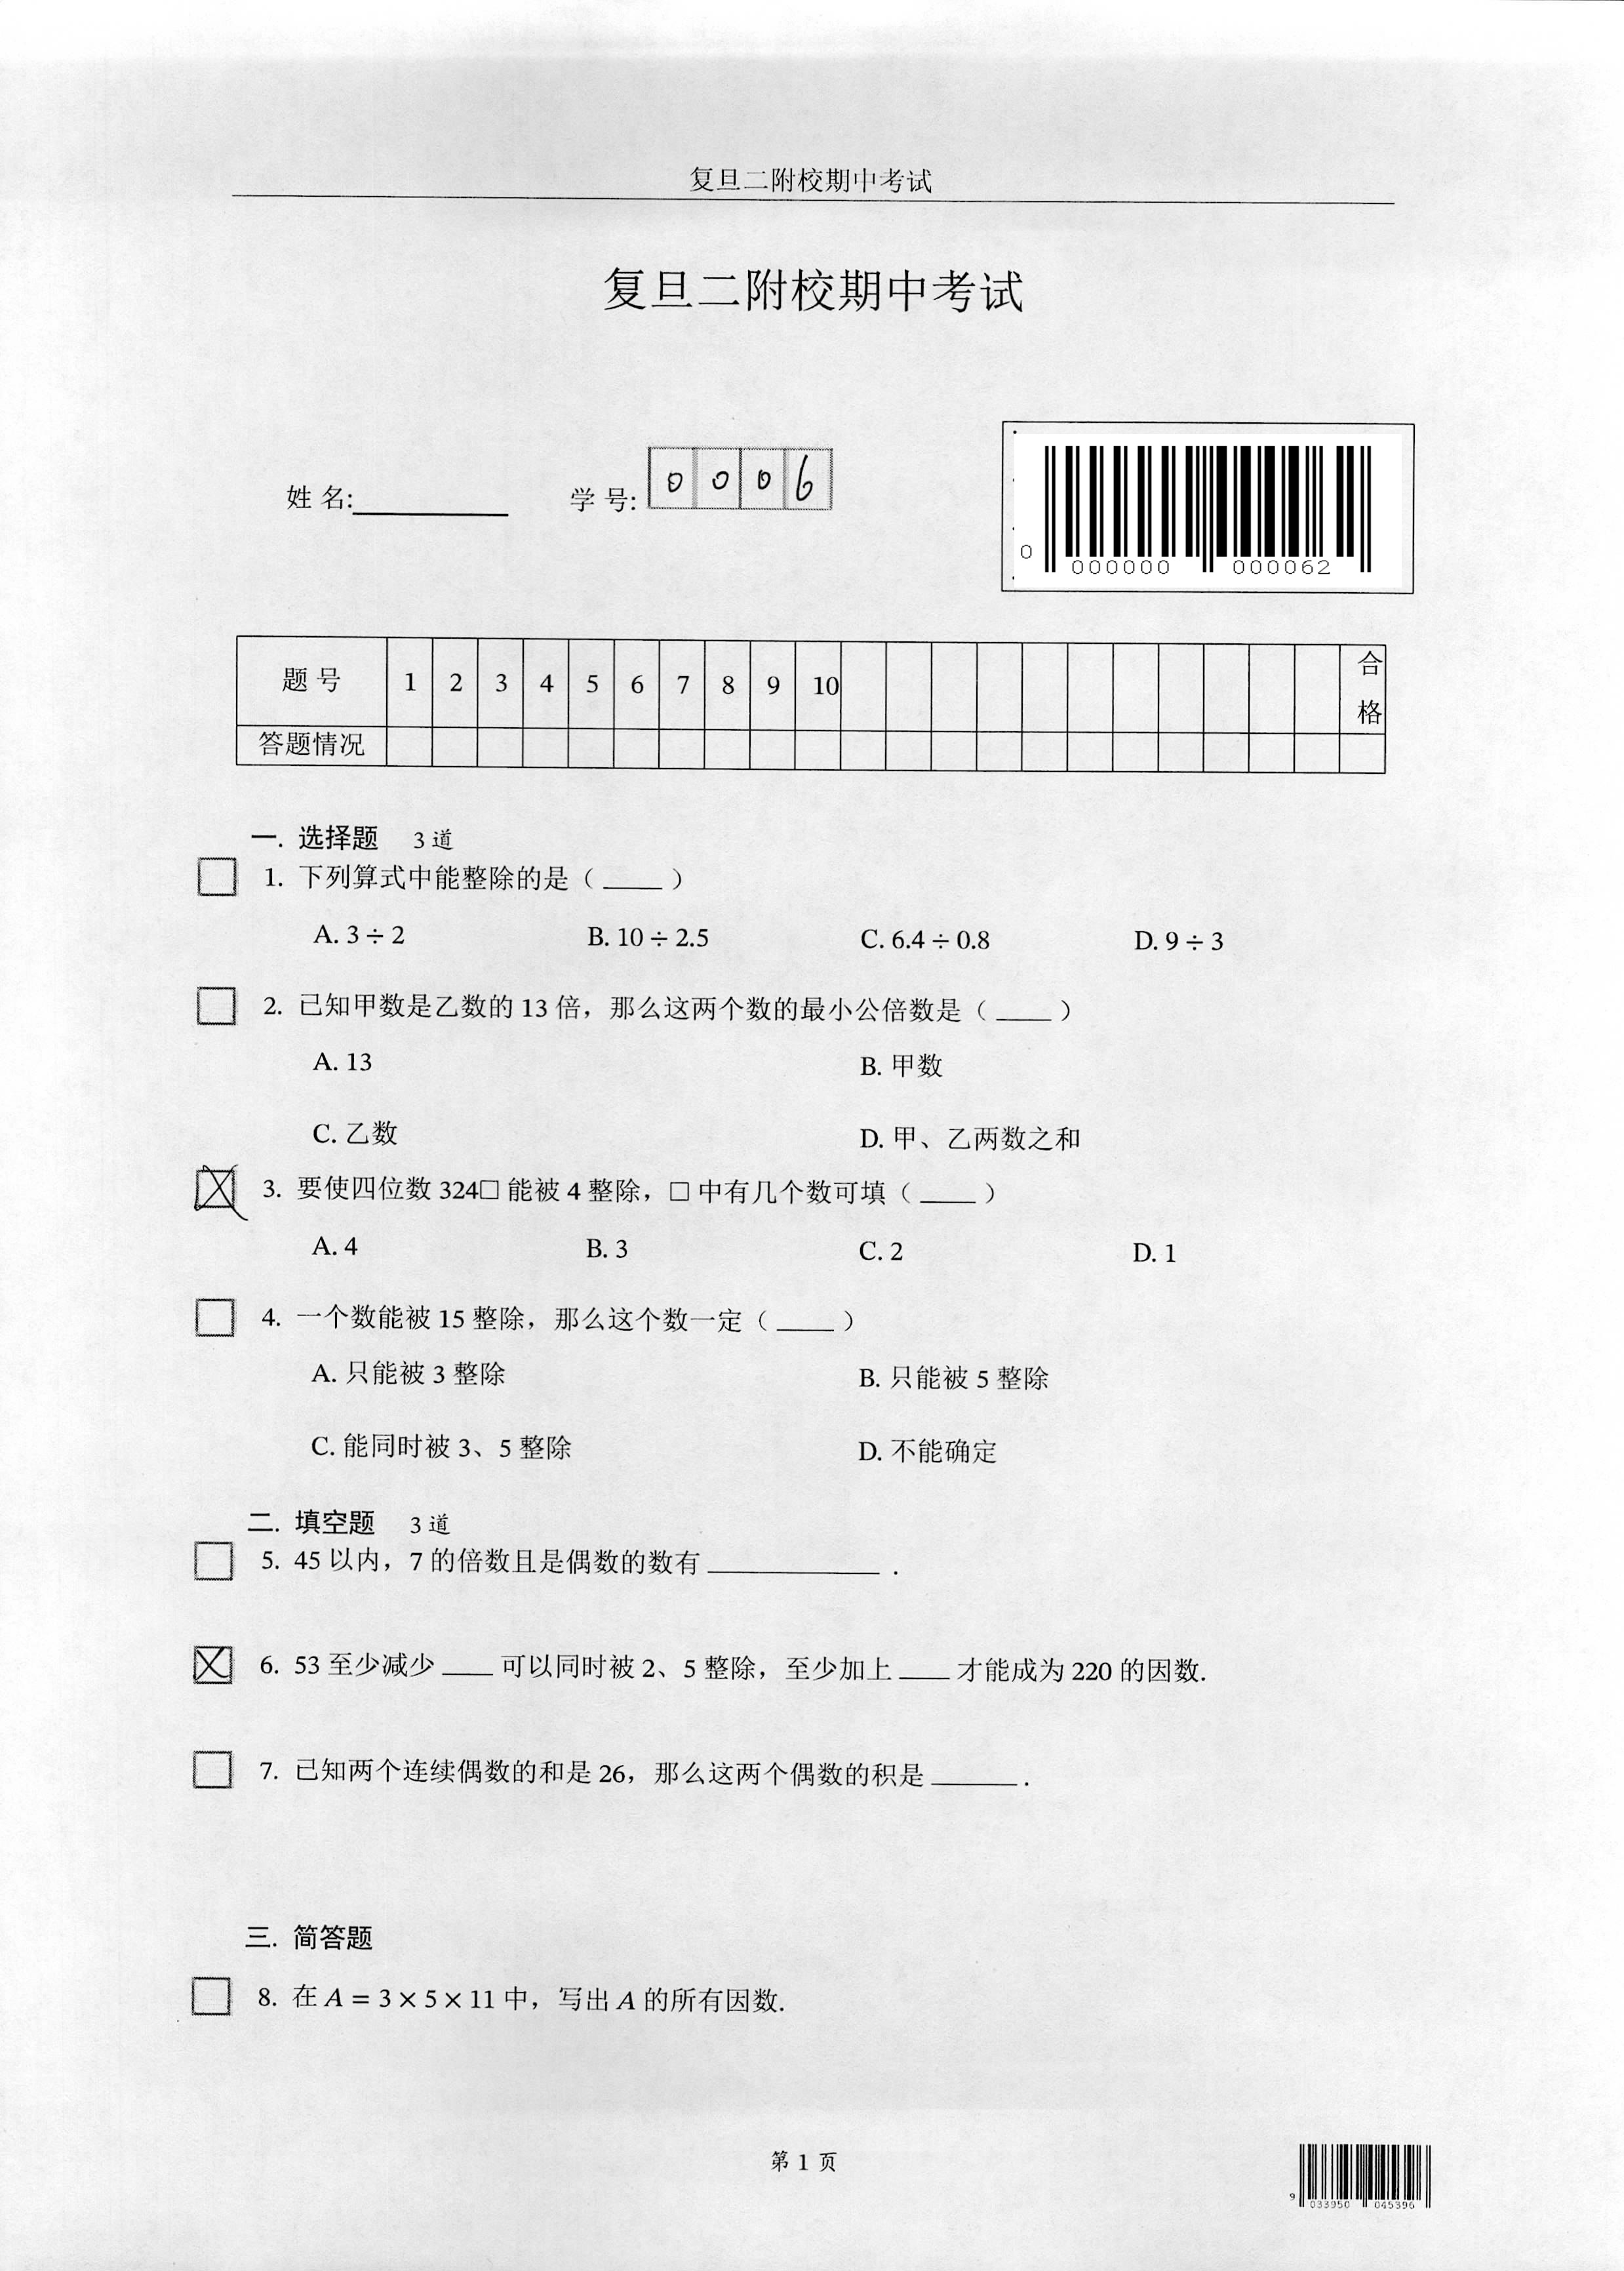 复旦二附校期中考试
复旦二附校期中考试
姓 名:________ 学 号: 0 0 0 6
0 000000 000062
题 号 1 2 3 4 5 6 7 8 9 10 合格
答题情况
一. 选择题 3 道
1. 下列算式中能整除的是（ ____ ）
A. 3 ÷ 2 B. 10 ÷ 2.5 C. 6.4 ÷ 0.8 D. 9 ÷ 3
2. 已知甲数是乙数的 13 倍，那么这两个数的最小公倍数是（ ____ ）
A. 13 B. 甲数
C. 乙数 D. 甲、乙两数之和
3. 要使四位数 324□ 能被 4 整除，□ 中有几个数可填（ ____ ）
A. 4 B. 3 C. 2 D. 1
4. 一个数能被 15 整除，那么这个数一定（ ____ ）
A. 只能被 3 整除 B. 只能被 5 整除
C. 能同时被 3、5 整除 D. 不能确定
二. 填空题 3 道
5. 45 以内，7 的倍数且是偶数的数有 ____________ .
6. 53 至少减少 ____ 可以同时被 2、5 整除，至少加上 ____ 才能成为 220 的因数.
7. 已知两个连续偶数的和是 26，那么这两个偶数的积是 ______ .
三. 简答题
8. 在 A = 3 × 5 × 11 中，写出 A 的所有因数.
第 1 页
9 033950 045396